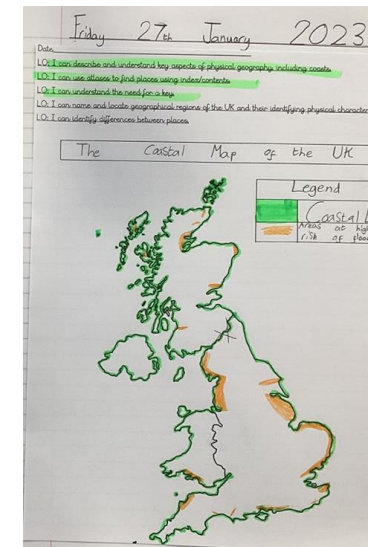 Friday 27th January 2023
Date
LO: I can describe and understand key aspects of physical geography including coasts
LO: I can use atlases to find places using index/contents
LO: I can understand the need for a key
LO: I can name and locate geographical regions of the UK and their identifying physical character
LO: I can identify differences between places
The Coastal Map of the UK
Legend
Coastal
Areas at hig
risk of floo